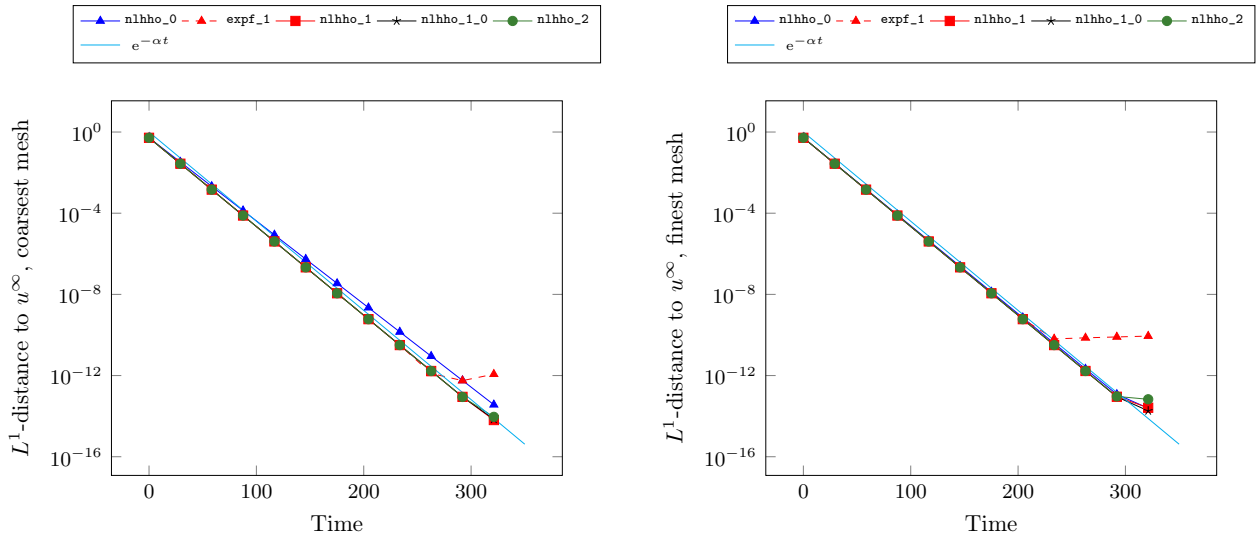 nlhho_0 expf_1 nlhho_1 nlhho_1_0 nlhho_2
e^{-αt}
10^0
10^{-4}
10^{-8}
10^{-12}
10^{-16}
L^1-distance to u^∞, coarsest mesh
0 100 200 300
Time
nlhho_0 expf_1 nlhho_1 nlhho_1_0 nlhho_2
e^{-αt}
10^0
10^{-4}
10^{-8}
10^{-12}
10^{-16}
L^1-distance to u^∞, finest mesh
0 100 200 300
Time